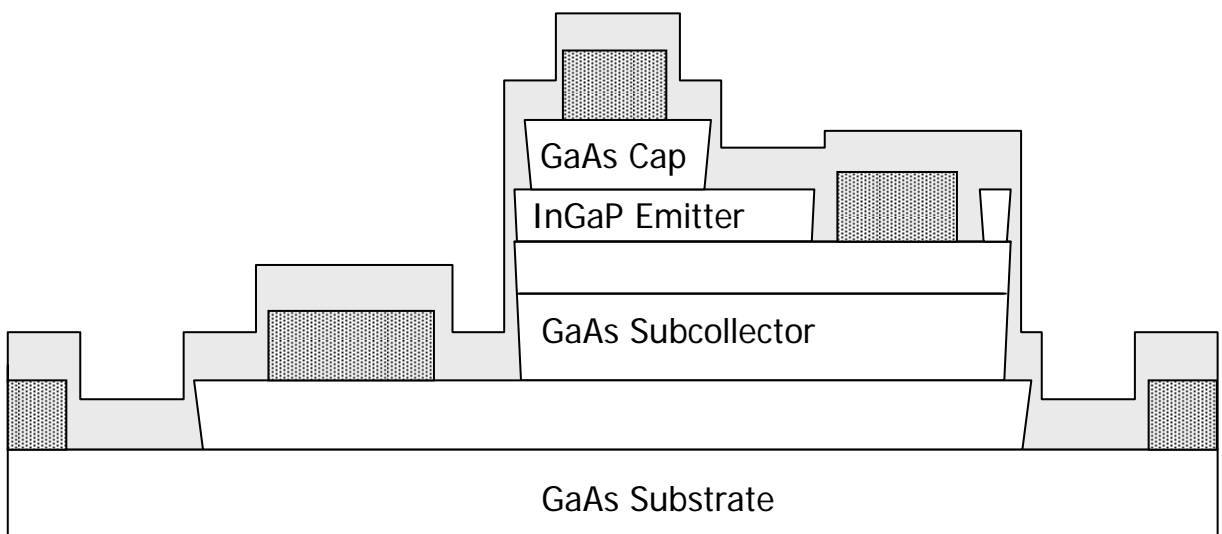 GaAs Cap
InGaP Emitter
GaAs Subcollector
GaAs Substrate